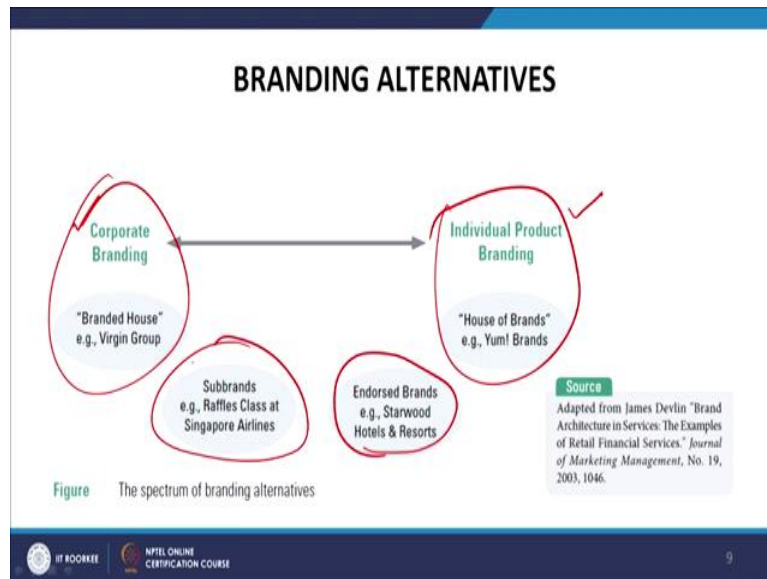 BRANDING ALTERNATIVES
Corporate
Branding
"Branded House"
e.g., Virgin Group
Subbrands
e.g., Raffles Class at
Singapore Airlines
Endorsed Brands
e.g., Starwood
Hotels & Resorts
Individual Product
Branding
"House of Brands"
e.g., Yum! Brands
Source
Adapted from James Devlin "Brand
Architecture in Services: The Examples
of Retail Financial Services." Journal
of Marketing Management, No. 19,
2003, 1046.
Figure The spectrum of branding alternatives
IIT ROORKEE
NPTEL ONLINE
CERTIFICATION COURSE
9